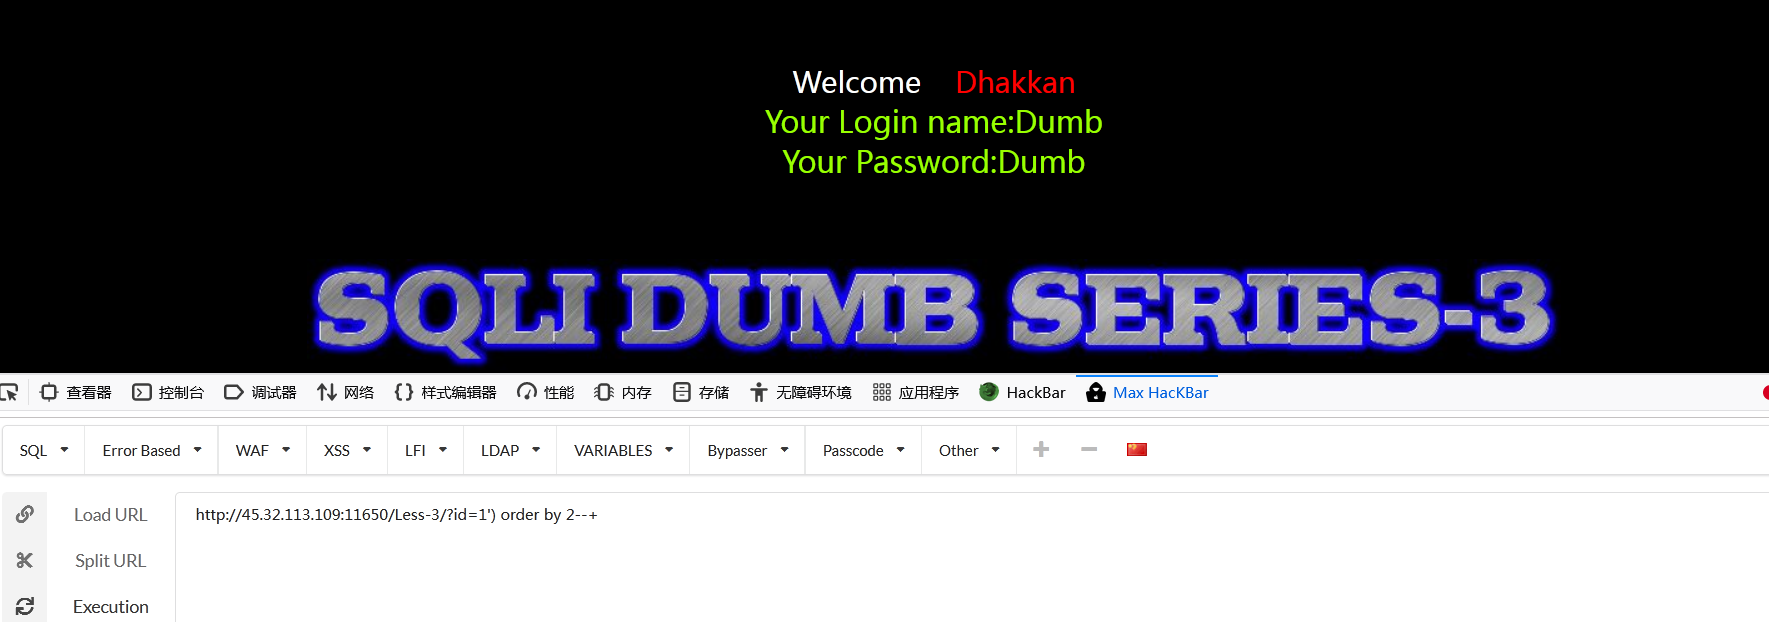 Welcome Dhakkan
Your Login name:Dumb
Your Password:Dumb
SQLI DUMB SERIES-3
查看器 控制台 调试器 网络 样式编辑器 性能 内存 存储 无障碍环境 应用程序 HackBar Max HacKBar
SQL Error Based WAF XSS LFI LDAP VARIABLES Bypasser Passcode Other
Load URL http://45.32.113.109:11650/Less-3/?id=1') order by 2--+
Split URL
Execution